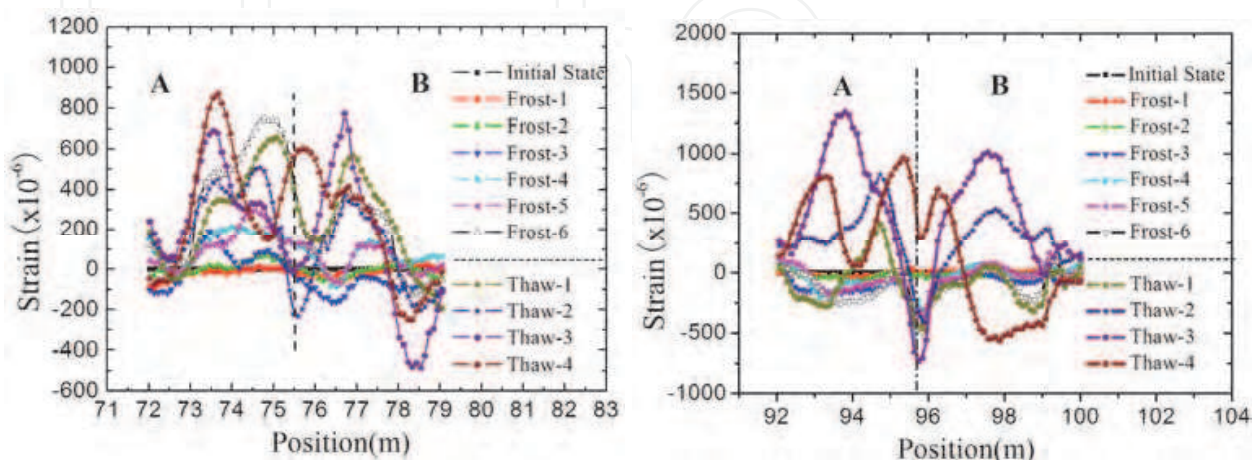 1200
1000
800
600
400
200
0
-200
-400
-600
Strain (x10⁻⁶)
A
B
Initial State
Frost-1
Frost-2
Frost-3
Frost-4
Frost-5
Frost-6
Thaw-1
Thaw-2
Thaw-3
Thaw-4
71 72 73 74 75 76 77 78 79 80 81 82 83
Position(m)
2000
1500
1000
500
0
-500
-1000
Strain (x10⁻⁶)
A
B
Initial State
Frost-1
Frost-2
Frost-3
Frost-4
Frost-5
Frost-6
Thaw-1
Thaw-2
Thaw-3
Thaw-4
92 94 96 98 100 102 104
Position(m)